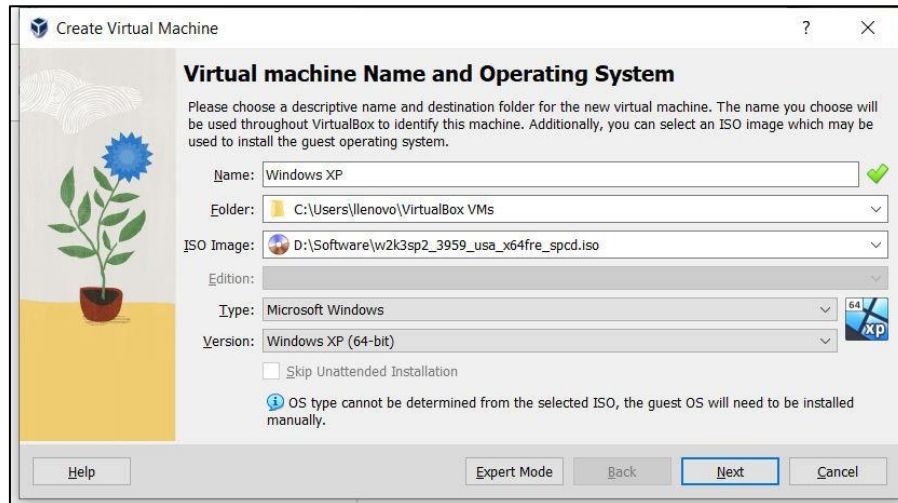 Create Virtual Machine
? X
Virtual machine Name and Operating System
Please choose a descriptive name and destination folder for the new virtual machine. The name you choose will
be used throughout VirtualBox to identify this machine. Additionally, you can select an ISO image which may be
used to install the guest operating system.
Name: Windows XP
Folder: C:\Users\llenovo\VirtualBox VMs
ISO Image: D:\Software\w2k3sp2_3959_usa_x64fre_spcd.iso
Edition:
Type: Microsoft Windows
64
xp
Version: Windows XP (64-bit)
Skip Unattended Installation
OS type cannot be determined from the selected ISO, the guest OS will need to be installed
manually.
Help Expert Mode Back Next Cancel